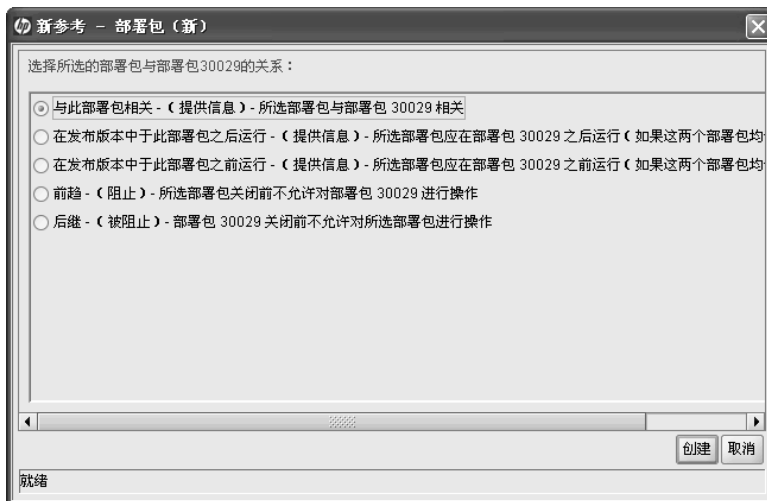 hp 新参考 - 部署包（新）
选择所选的部署包与部署包30029的关系：
与此部署包相关 - （提供信息）- 所选部署包与部署包 30029 相关
在发布版本中于此部署包之后运行 - （提供信息）- 所选部署包应在部署包 30029 之后运行（如果这两个部署包均
在发布版本中于此部署包之前运行 - （提供信息）- 所选部署包应在部署包 30029 之前运行（如果这两个部署包均
前趋 - （阻止）- 所选部署包关闭前不允许对部署包 30029 进行操作
后继 - （被阻止）- 部署包 30029 关闭前不允许对所选部署包进行操作
创建 取消
就绪